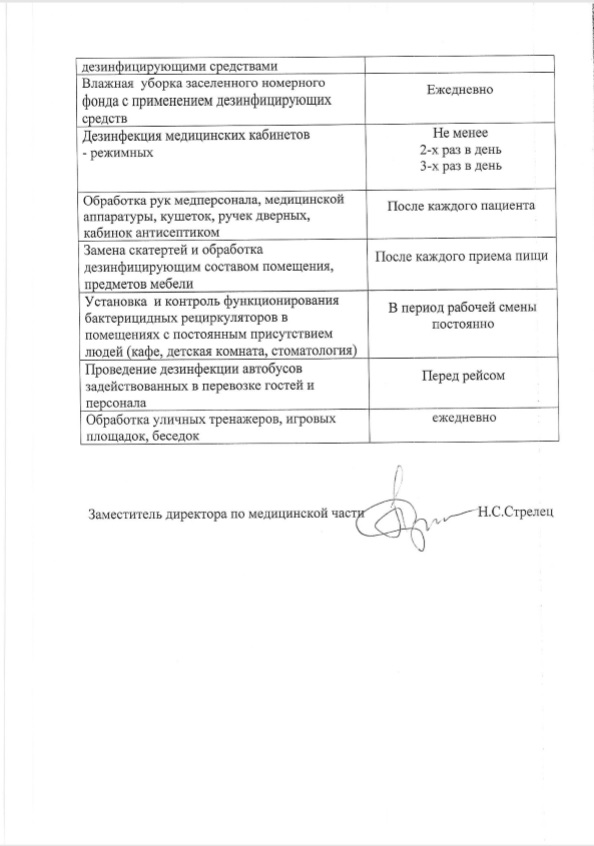 дезинфицирующими средствами
Влажная уборка заселенного номерного
фонда с применением дезинфицирующих
средств
Ежедневно
Дезинфекция медицинских кабинетов
- режимных
Не менее
2-х раз в день
3-х раз в день
Обработка рук медперсонала, медицинской
аппаратуры, кушеток, ручек дверных,
кабинок антисептиком
После каждого пациента
Замена скатертей и обработка
дезинфицирующим составом помещения,
предметов мебели
После каждого приема пищи
Установка и контроль функционирования
бактерицидных рециркуляторов в
помещениях с постоянным присутствием
людей (кафе, детская комната, стоматология)
В период рабочей смены
постоянно
Проведение дезинфекции автобусов
задействованных в перевозке гостей и
персонала
Перед рейсом
Обработка уличных тренажеров, игровых
площадок, беседок
ежедневно
Заместитель директора по медицинской части Н.С.Стрелец